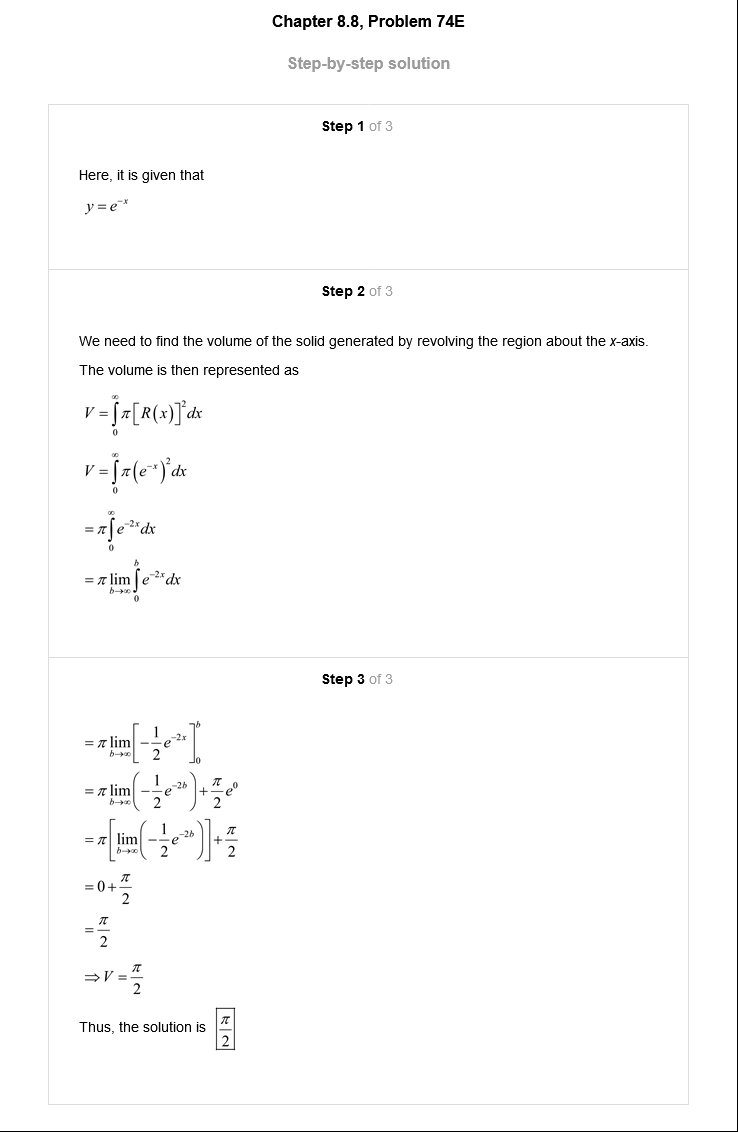 Chapter 8.8, Problem 74E
Step-by-step solution
Step 1 of 3
Here, it is given that
$y = e^{-x}$
Step 2 of 3
We need to find the volume of the solid generated by revolving the region about the x-axis.
The volume is then represented as
$V = \int_0^\infty \pi [R(x)]^2 dx$
$V = \int_0^\infty \pi (e^{-x})^2 dx$
$= \pi \int_0^\infty e^{-2x} dx$
$= \pi \lim_{b \to \infty} \int_0^b e^{-2x} dx$
Step 3 of 3
$= \pi \lim_{b \to \infty} \left[ -\frac{1}{2} e^{-2x} \right]_0^b$
$= \pi \lim_{b \to \infty} \left( -\frac{1}{2} e^{-2b} \right) + \frac{\pi}{2} e^0$
$= \pi \left[ \lim_{b \to \infty} \left( -\frac{1}{2} e^{-2b} \right) \right] + \frac{\pi}{2}$
$= 0 + \frac{\pi}{2}$
$= \frac{\pi}{2}$
$\Rightarrow V = \frac{\pi}{2}$
Thus, the solution is $\boxed{\frac{\pi}{2}}$